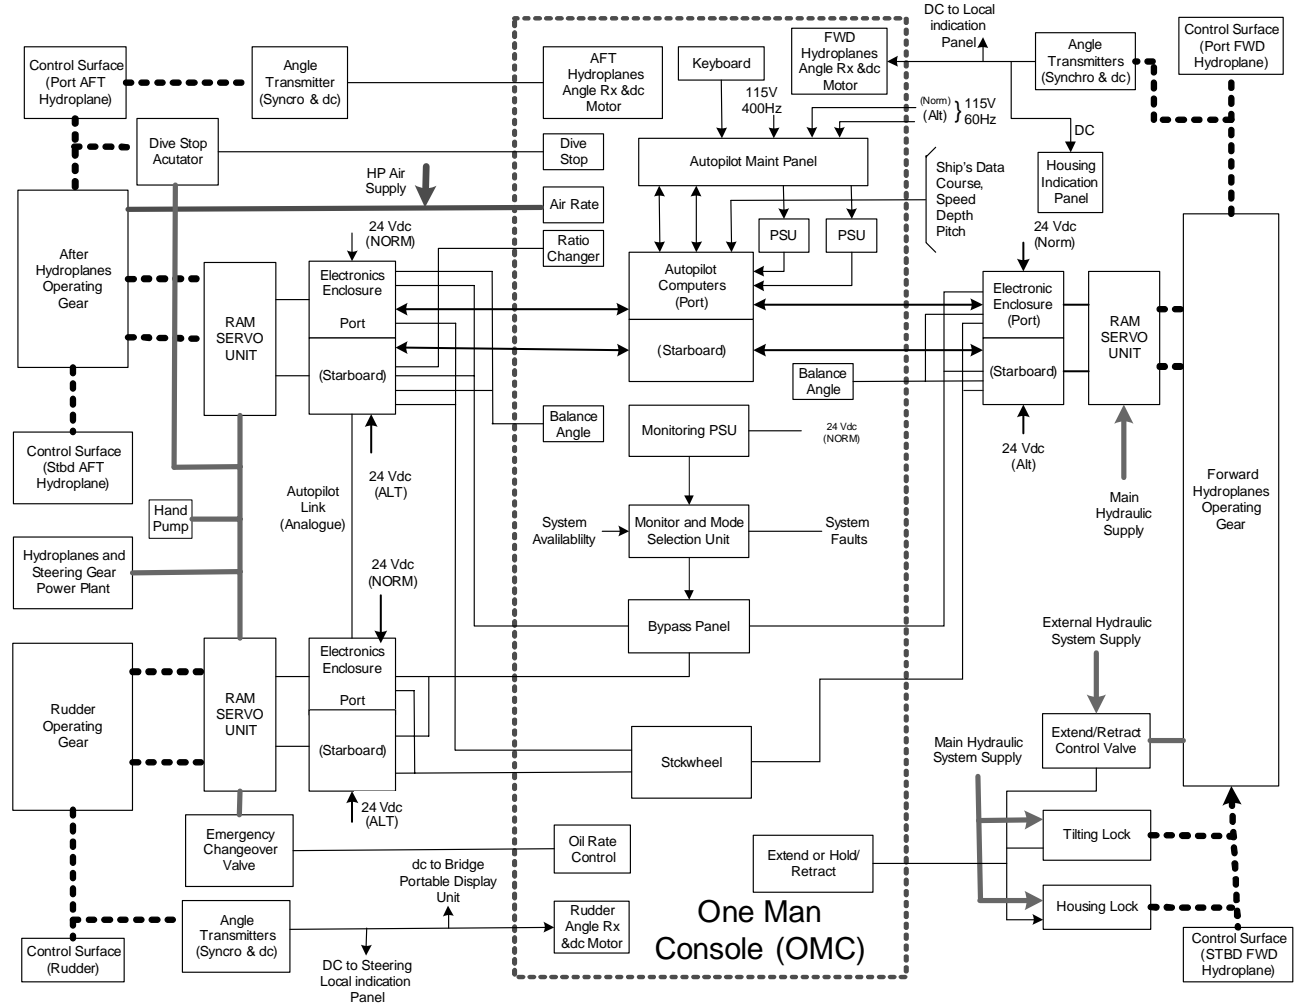 DC to Local
indication
Panel
Control Surface
(Port AFT
Hydroplane)
Angle
Transmitter
(Syncro & dc)
AFT
Hydroplanes
Angle Rx &dc
Motor
Keyboard
FWD
Hydroplanes
Angle Rx &dc
Motor
Angle
Transmitters
(Synchro & dc)
Control Surface
(Port FWD
Hydroplane)
115V
400Hz
(Norm)
(Alt)
} 115V
60Hz
DC
Dive Stop
Acutator
Dive
Stop
Autopilot Maint Panel
Housing
Indication
Panel
HP Air
Supply
Ship's Data
Course,
Speed
Depth
Pitch
Air Rate
24 Vdc
(NORM)
Ratio
Changer
PSU
PSU
24 Vdc
(Norm)
After
Hydroplanes
Operating
Gear
RAM
SERVO
UNIT
Electronics
Enclosure
Port
(Starboard)
Autopilot
Computers
(Port)
(Starboard)
Electronic
Enclosure
(Port)
(Starboard)
RAM
SERVO
UNIT
Balance
Angle
Balance
Angle
Monitoring PSU
24 Vdc
(NORM)
24 Vdc
(Alt)
Control Surface
(Stbd AFT
Hydroplane)
24 Vdc
(ALT)
Autopilot
Link
(Analogue)
Hand
Pump
Main
Hydraulic
Supply
Forward
Hydroplanes
Operating
Gear
System
Availablilty
Monitor and Mode
Selection Unit
System
Faults
Hydroplanes and
Steering Gear
Power Plant
24 Vdc
(NORM)
Bypass Panel
External Hydraulic
System Supply
Rudder
Operating
Gear
RAM
SERVO
UNIT
Electronics
Enclosure
Port
(Starboard)
Stckwheel
Main Hydraulic
System Supply
Extend/Retract
Control Valve
24 Vdc
(ALT)
Emergency
Changeover
Valve
Oil Rate
Control
Extend or Hold/
Retract
Tilting Lock
dc to Bridge
Portable Display
Unit
Housing Lock
Control Surface
(Rudder)
Angle
Transmitters
(Syncro & dc)
Rudder
Angle Rx
&dc Motor
One Man
Console (OMC)
Control Surface
(STBD FWD
Hydroplane)
DC to Steering
Local indication
Panel